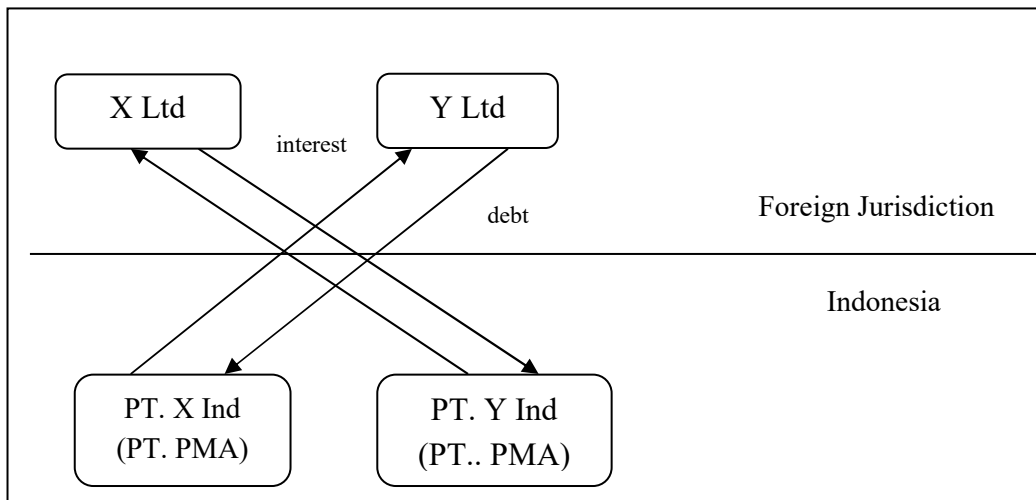 X Ltd
Y Ltd
interest
debt
Foreign Jurisdiction
Indonesia
PT. X Ind
(PT. PMA)
PT. Y Ind
(PT.. PMA)